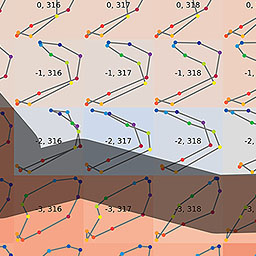 0, 316 0, 317 0, 318
-1, 316 -1, 317 -1, 318
-2, 316 -2, 317 -2, 318
-3, 316 -3, 317 -3, 318